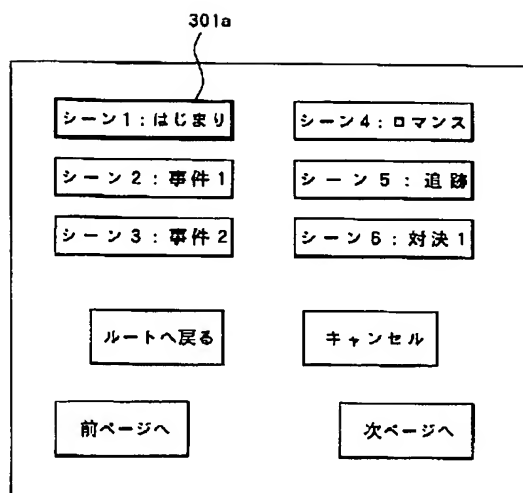 301a
シーン1:はじまり
シーン4:ロマンス
シーン2:事件1
シーン5:追跡
シーン3:事件2
シーン6:対決1
ルートへ戻る
キャンセル
前ページへ
次ページへ